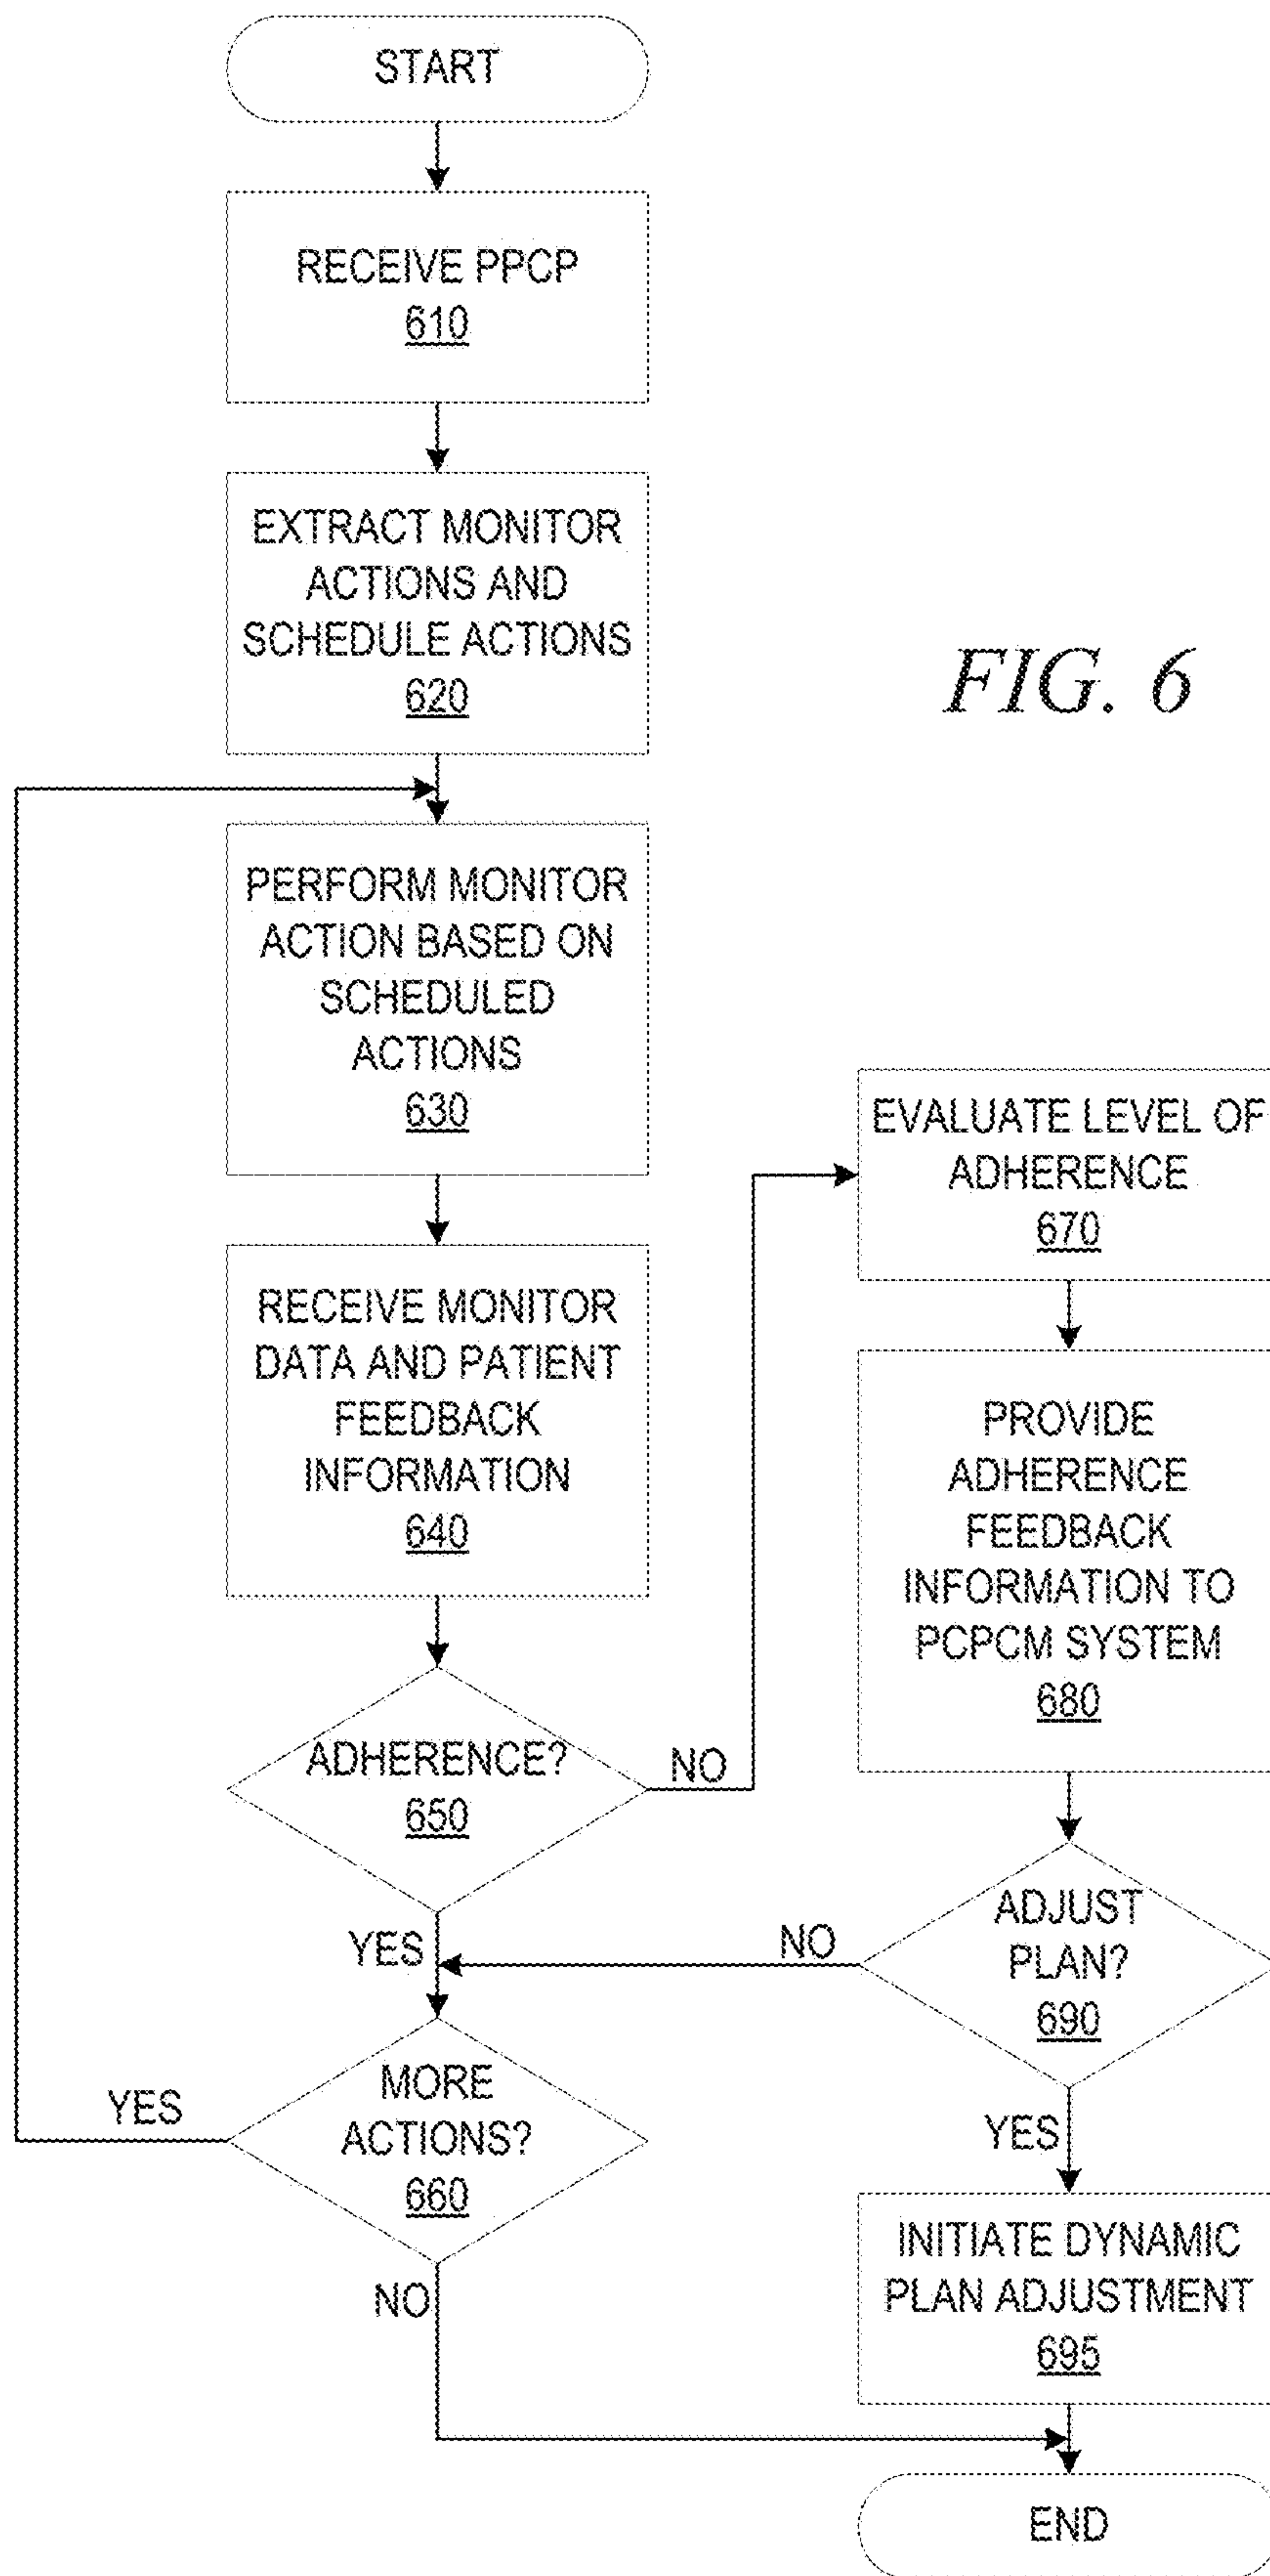 START
RECEIVE PPCP
610
EXTRACT MONITOR
ACTIONS AND
SCHEDULE ACTIONS
620
FIG. 6
PERFORM MONITOR
ACTION BASED ON
SCHEDULED
ACTIONS
630
RECEIVE MONITOR
DATA AND PATIENT
FEEDBACK
INFORMATION
640
ADHERENCE?
650
NO
YES
MORE
ACTIONS?
660
YES
NO
EVALUATE LEVEL OF
ADHERENCE
670
PROVIDE
ADHERENCE
FEEDBACK
INFORMATION TO
PCPCM SYSTEM
680
ADJUST
PLAN?
690
NO
YES
INITIATE DYNAMIC
PLAN ADJUSTMENT
695
END